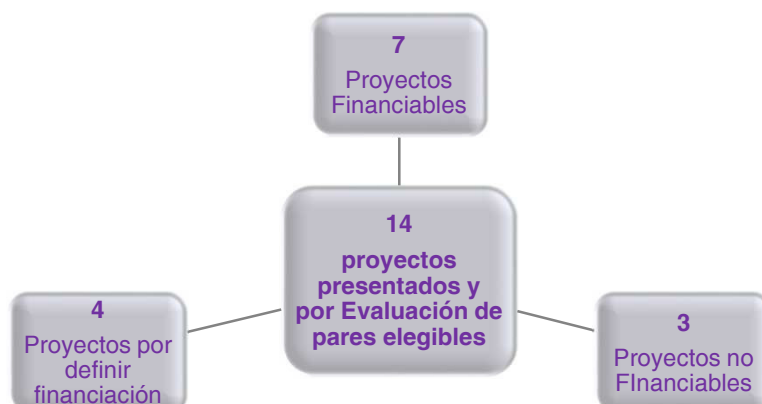 7
Proyectos
Financiables
14
proyectos
presentados y
por Evaluación de
pares elegibles
4
Proyectos por
definir
financiación
3
Proyectos no
FInanciables